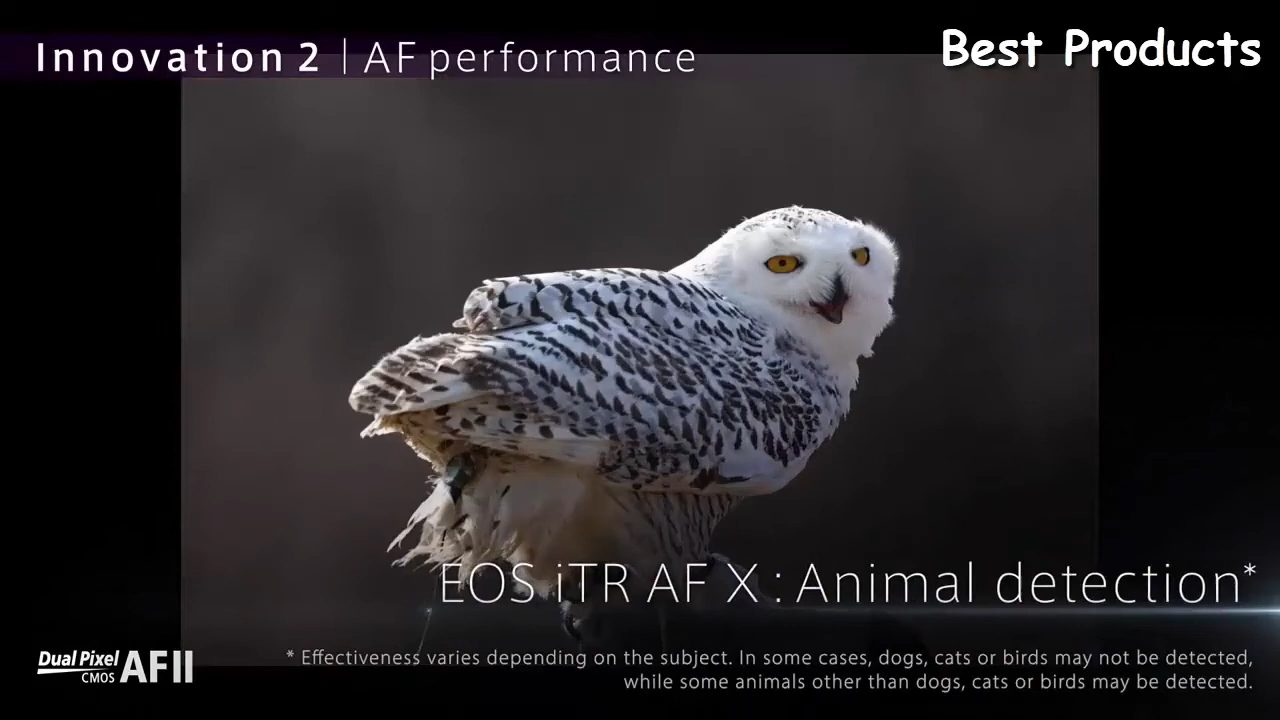 Innovation 2 | AF performance
Best Products
EOS iTR AF X : Animal detection*
Dual Pixel
CMOS AF II
* Effectiveness varies depending on the subject. In some cases, dogs, cats or birds may not be detected,
while some animals other than dogs, cats or birds may be detected.